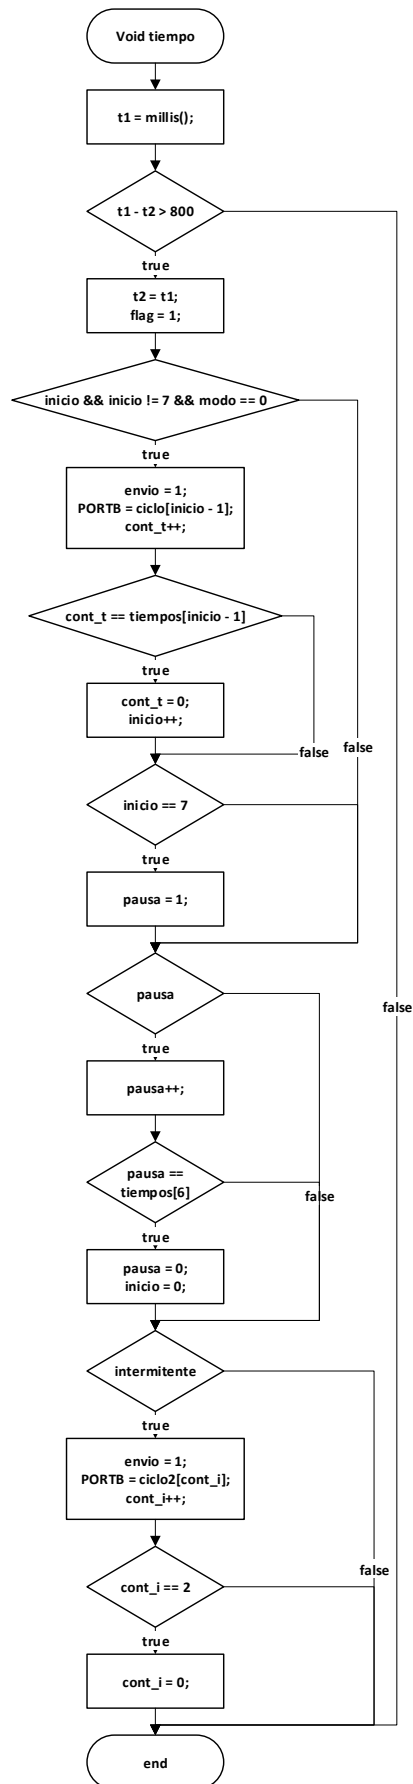 Void tiempo
t1 = millis();
t1 - t2 > 800
true
t2 = t1;
flag = 1;
inicio && inicio != 7 && modo == 0
true
envio = 1;
PORTB = ciclo[inicio - 1];
cont_t++;
cont_t == tiempos[inicio - 1]
true
cont_t = 0;
inicio++;
false
false
inicio == 7
true
pausa = 1;
pausa
false
true
pausa++;
pausa ==
tiempos[6]
false
true
pausa = 0;
inicio = 0;
intermitente
true
envio = 1;
PORTB = ciclo2[cont_i];
cont_i++;
false
cont_i == 2
true
cont_i = 0;
end